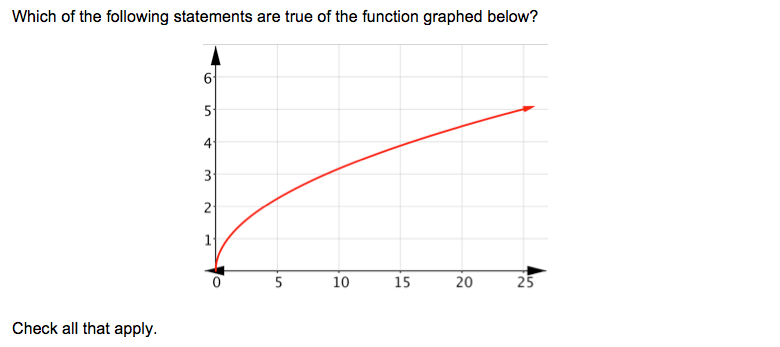 Which of the following statements are true of the function graphed below?
6
5
4
3
2
1
0 5 10 15 20 25
Check all that apply.